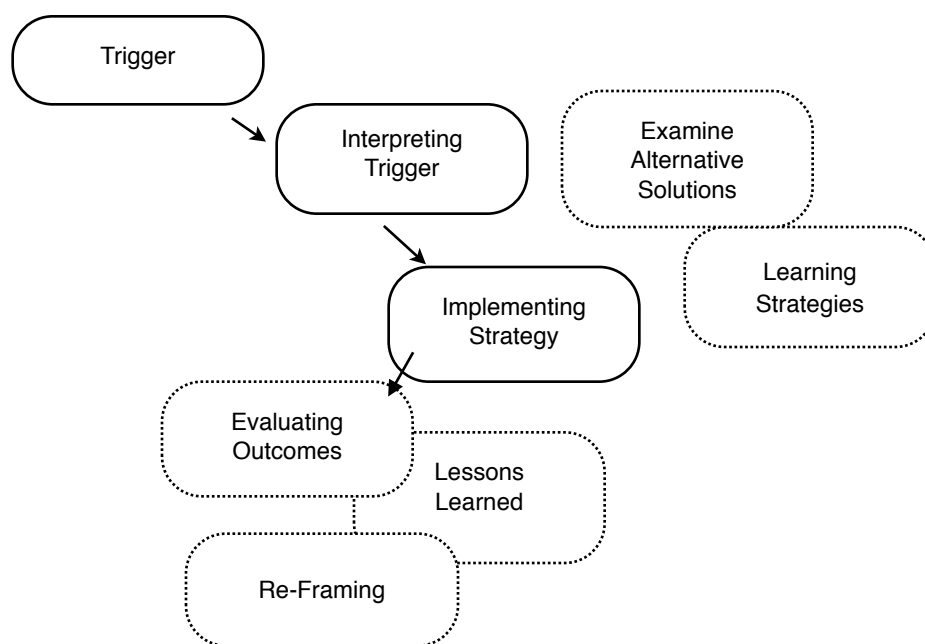 Trigger
Interpreting
Trigger
Examine
Alternative
Solutions
Learning
Strategies
Implementing
Strategy
Evaluating
Outcomes
Lessons
Learned
Re-Framing